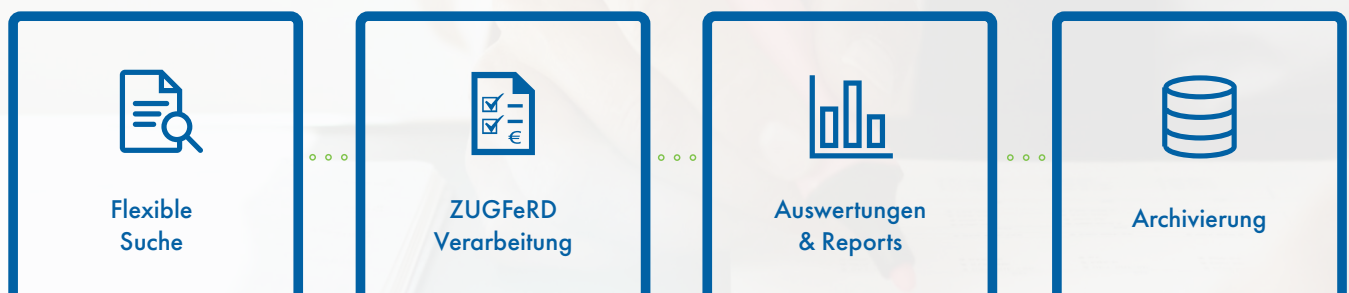 Flexible
Suche
ZUGFeRD
Verarbeitung
Auswertungen
& Reports
Archivierung